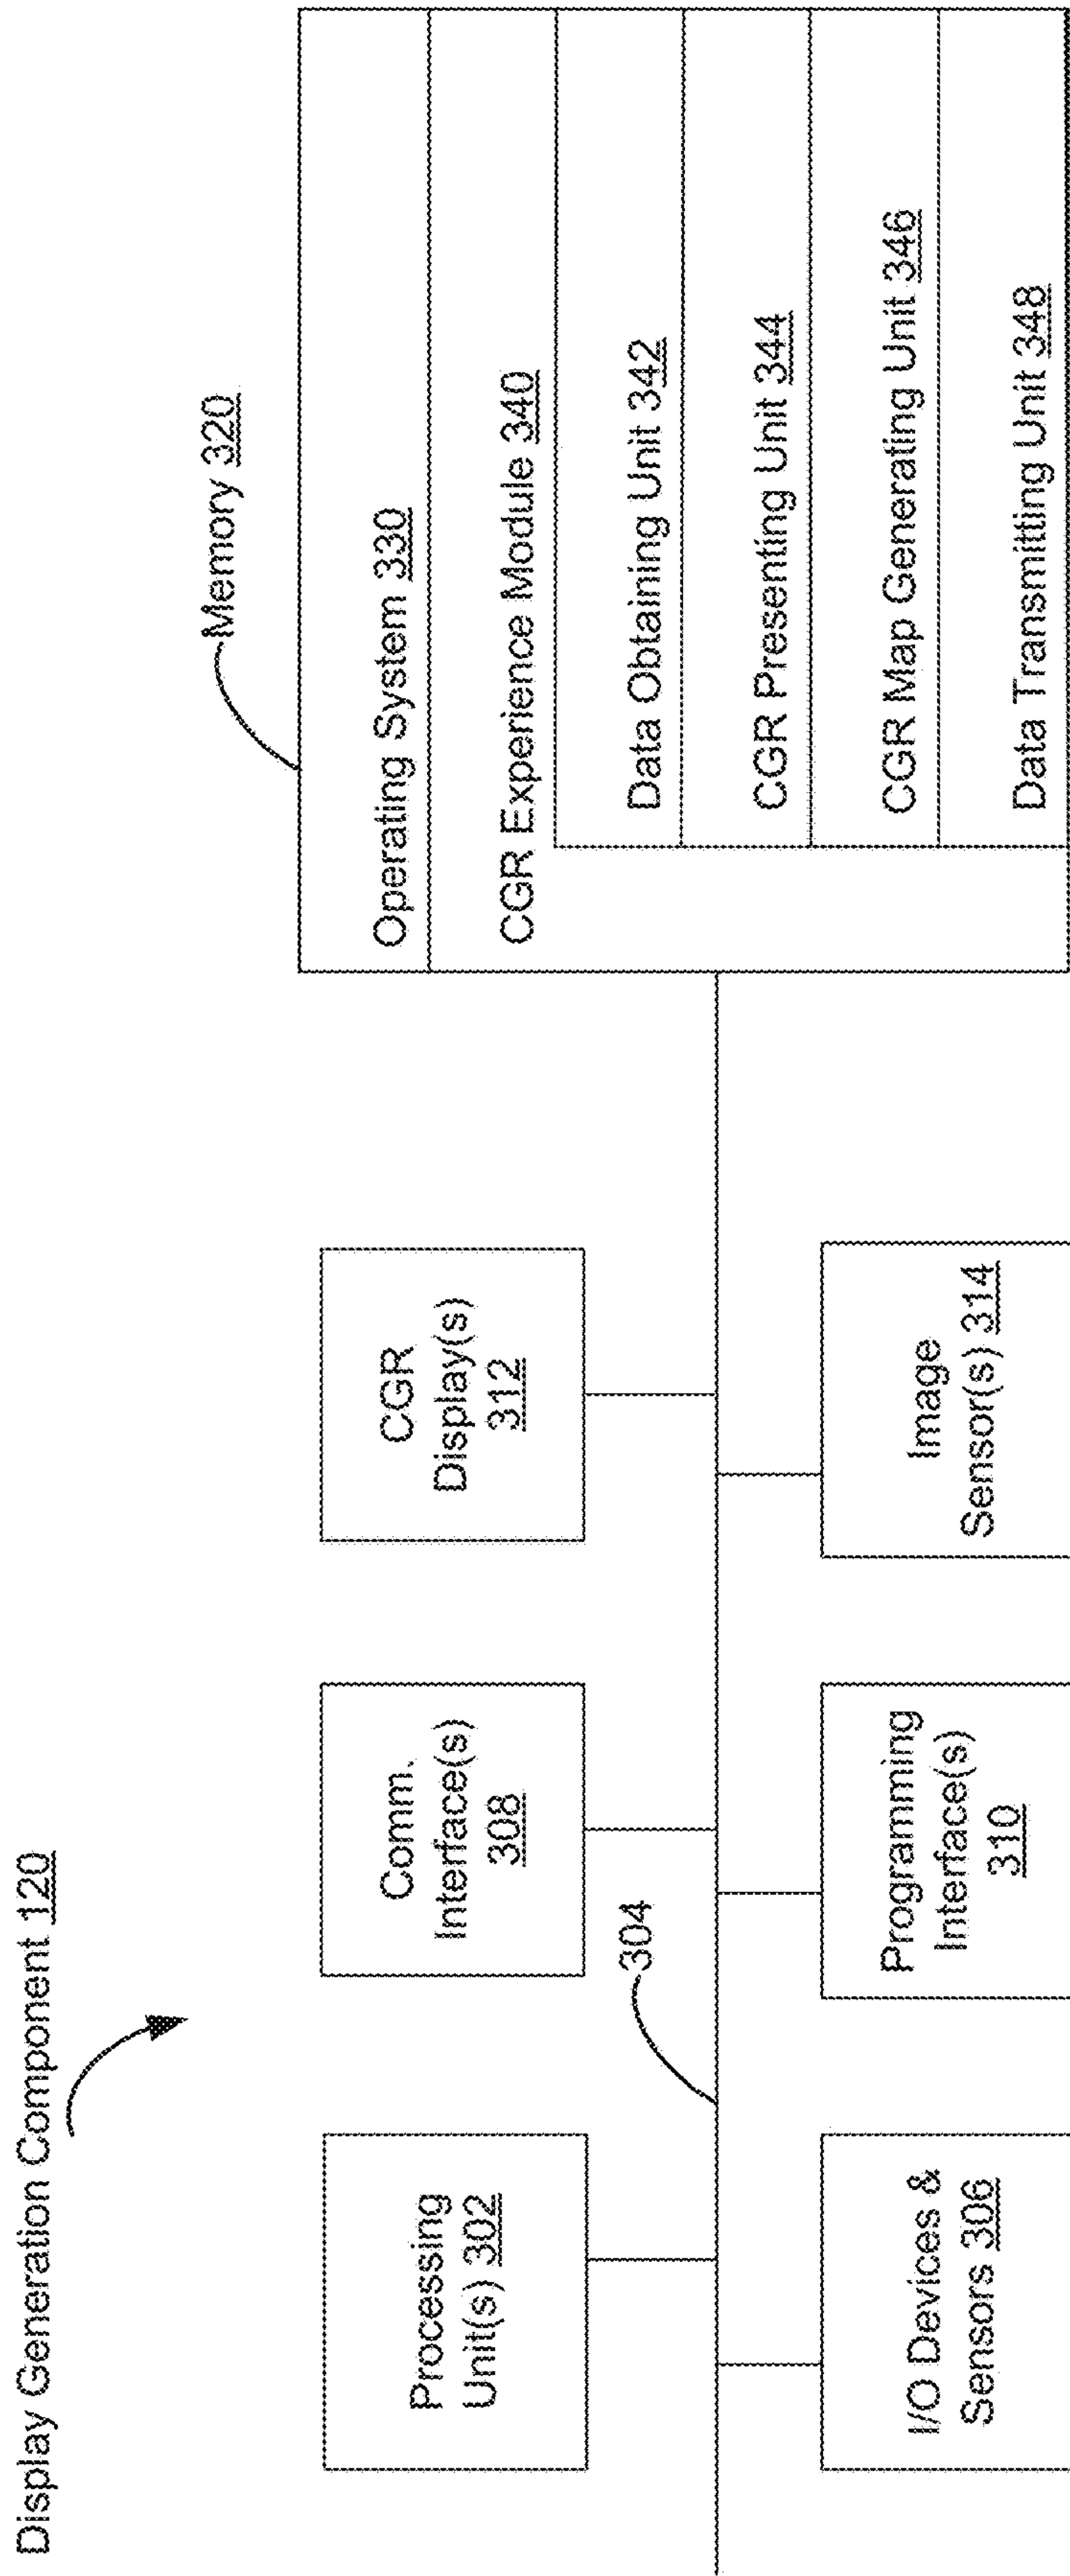 Display Generation Component 120
Processing
Unit(s) 302
Comm.
Interface(s)
308
CGR
Display(s)
312
304
I/O Devices &
Sensors 306
Programming
Interface(s)
310
Image
Sensor(s) 314
Memory 320
Operating System 330
CGR Experience Module 340
Data Obtaining Unit 342
CGR Presenting Unit 344
CGR Map Generating Unit 346
Data Transmitting Unit 348